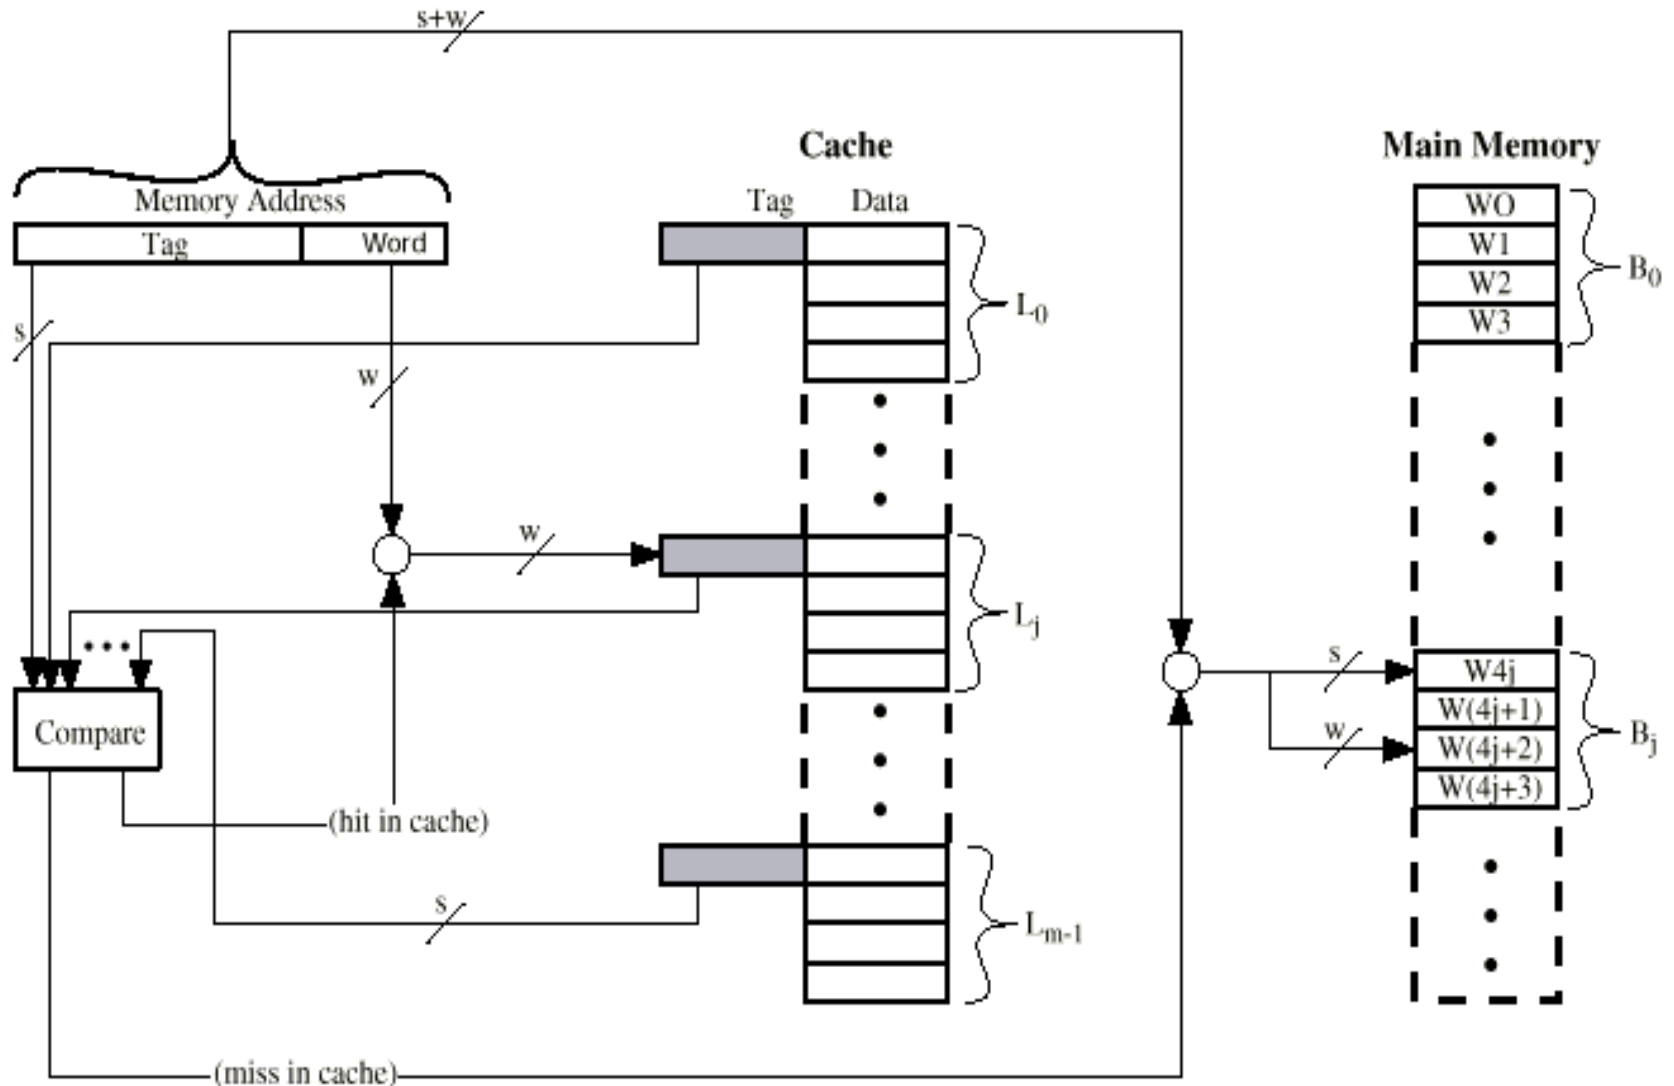 s+w
Cache
Main Memory
Memory Address
Tag Data
Tag Word
WO
W1
W2
W3
B0
L0
s
w
w
Lj
s
W4j
W(4j+1)
w
W(4j+2)
W(4j+3)
Bj
Compare
(hit in cache)
s
Lm-1
(miss in cache)